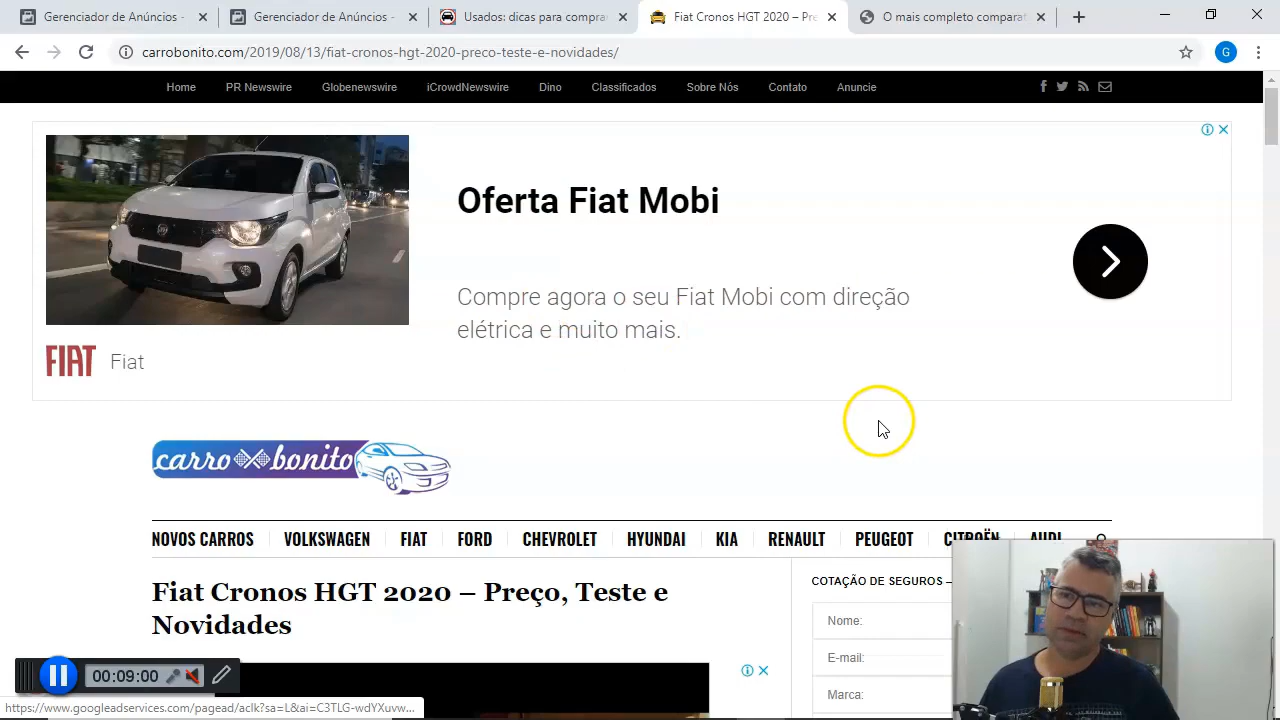 Gerenciador de Anúncios -
Gerenciador de Anúncios -
Usados: dicas para compra
Fiat Cronos HGT 2020 – Pre
O mais completo comparat
carrobonito.com/2019/08/13/fiat-cronos-hgt-2020-preco-teste-e-novidades/
G
Home
PR Newswire
Globenewswire
iCrowdNewswire
Dino
Classificados
Sobre Nós
Contato
Anuncie
Oferta Fiat Mobi
Compre agora o seu Fiat Mobi com direção
elétrica e muito mais.
FIAT
Fiat
carro bonito
NOVOS CARROS
VOLKSWAGEN
FIAT
FORD
CHEVROLET
HYUNDAI
KIA
RENAULT
PEUGEOT
CITROËN
AUDI
Fiat Cronos HGT 2020 – Preço, Teste e
Novidades
COTAÇÃO DE SEGUROS –
Nome:
E-mail:
Marca:
00:09:00
https://www.googleadservices.com/pagead/aclk?sa=L&ai=C3TLG-wdYXuvw...